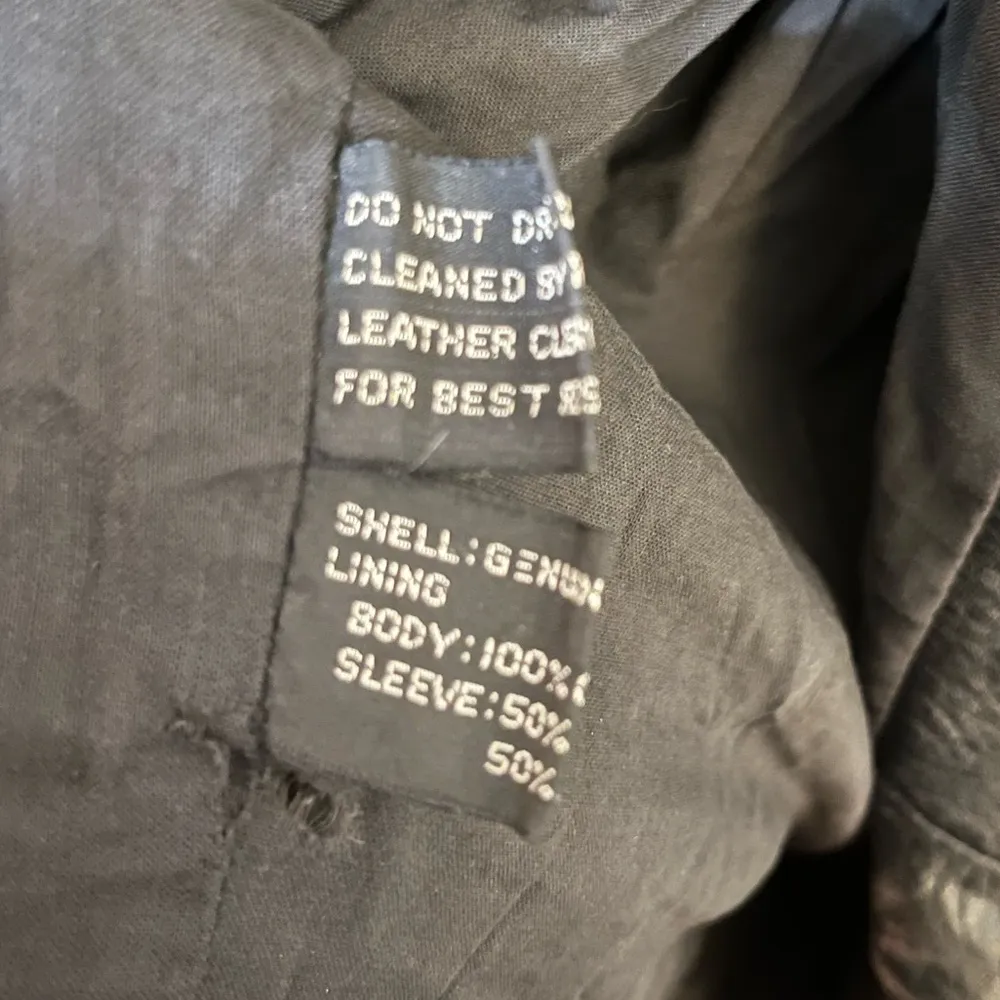 DO NOT DR
CLEANED BY
LEATHER CL
FOR BEST
SHELL:GENUIN
LINING
BODY:100%
SLEEVE:50%
50%